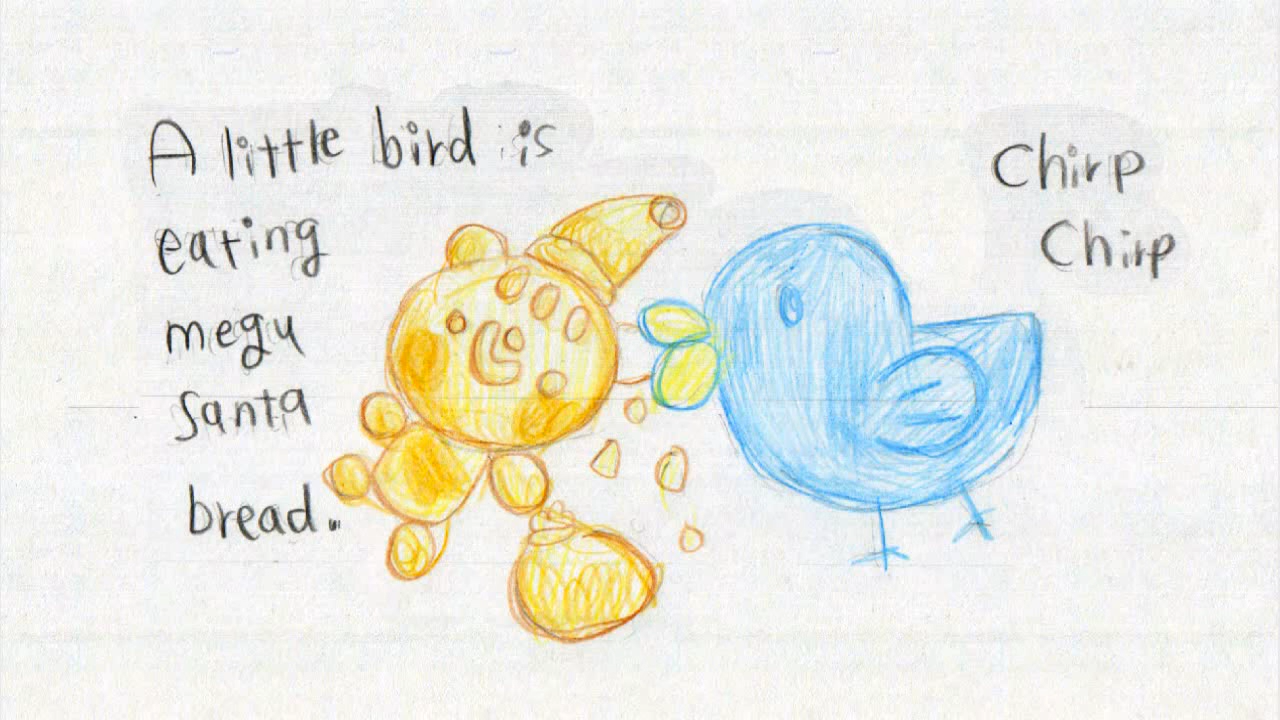 A little bird is
eating
megu
santa
bread..
Chirp
Chirp